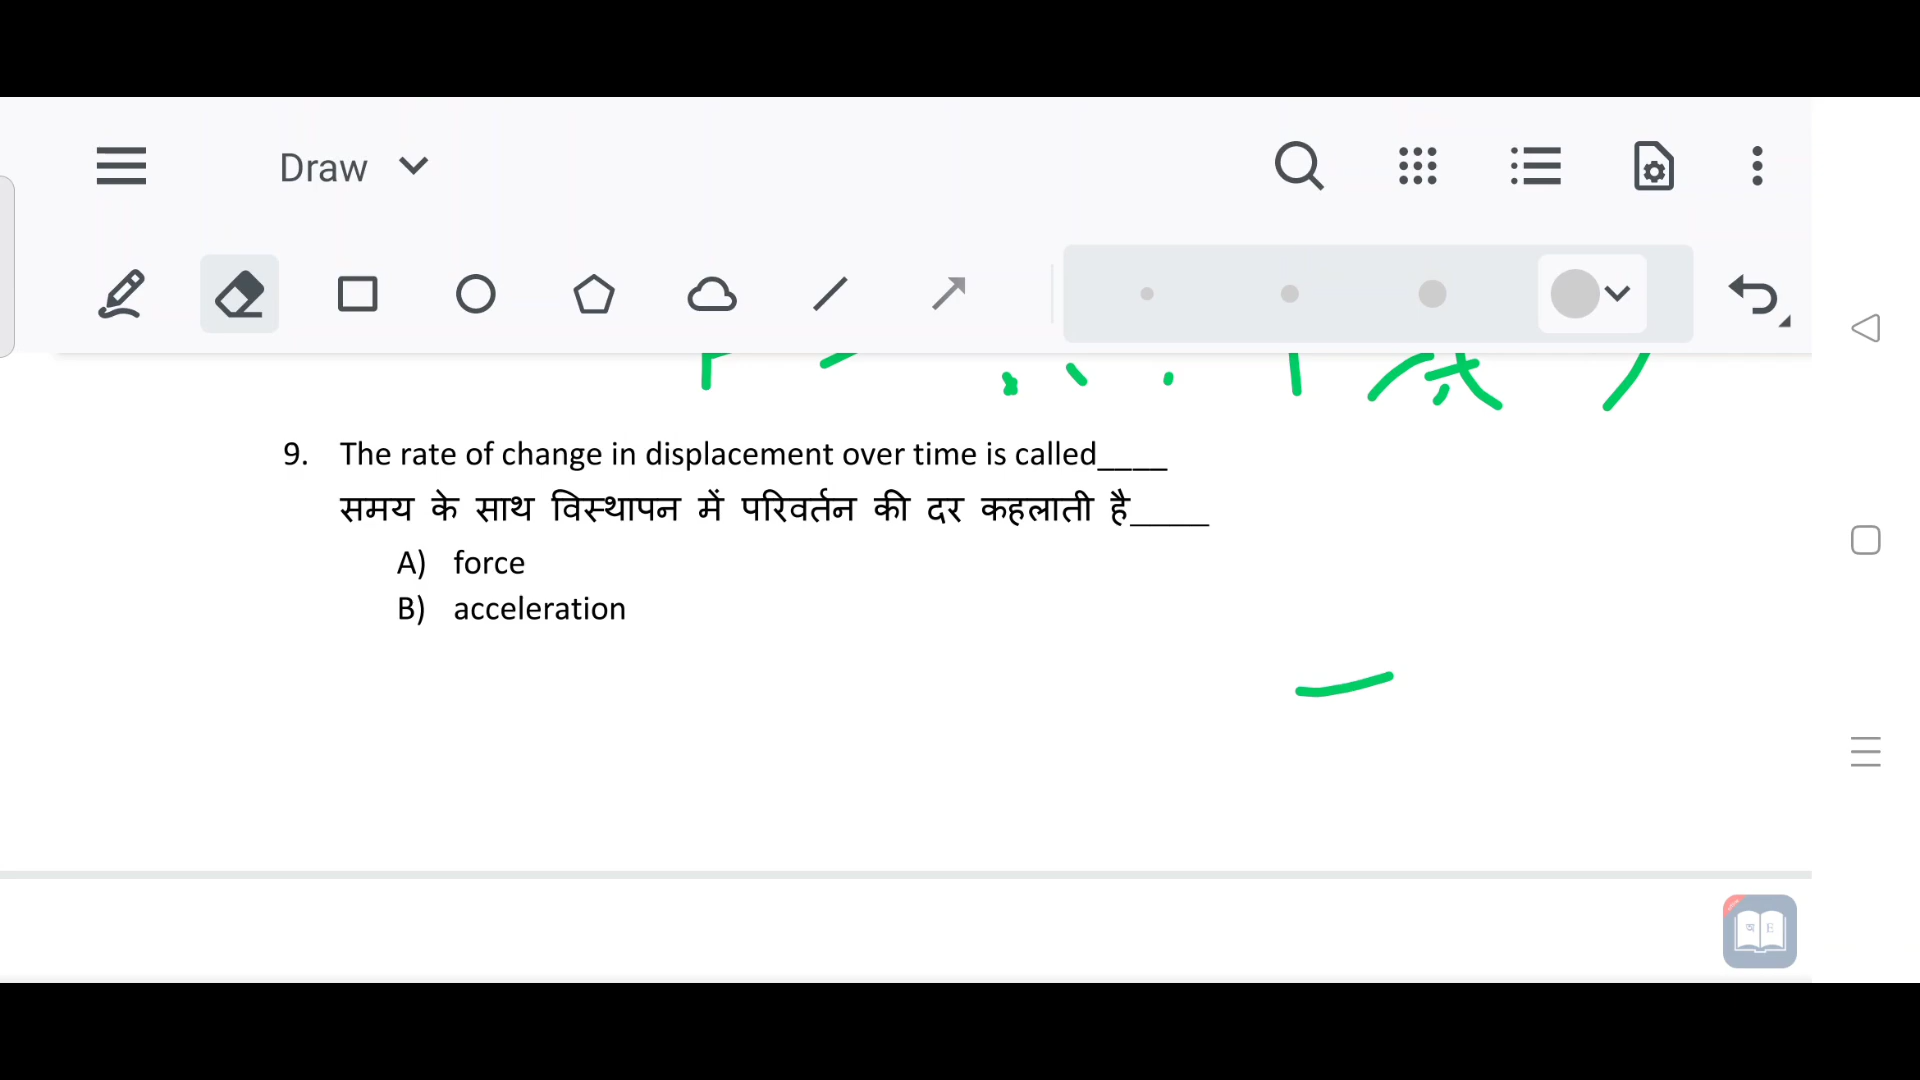 Draw
9. The rate of change in displacement over time is called____
समय के साथ विस्थापन में परिवर्तन की दर कहलाती है_____
A) force
B) acceleration